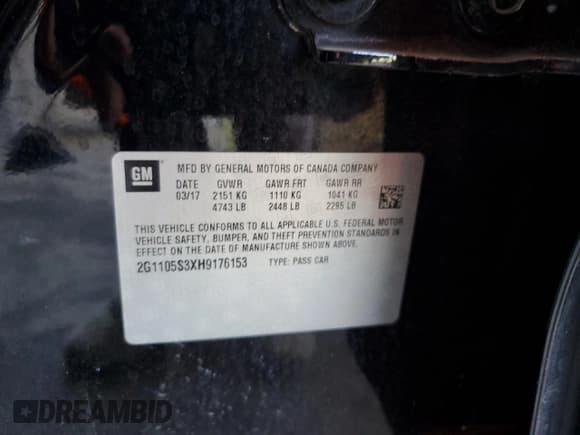 GM
MFD BY GENERAL MOTORS OF CANADA COMPANY
DATE GVWR GAWR FRT GAWR RR
03/17 2151 KG 1110 KG 1041 KG
4743 LB 2448 LB 2295 LB
THIS VEHICLE CONFORMS TO ALL APPLICABLE U.S. FEDERAL MOTOR
VEHICLE SAFETY, BUMPER, AND THEFT PREVENTION STANDARDS IN
EFFECT ON THE DATE OF MANUFACTURE SHOWN ABOVE.
2G1105S3XH9176153 TYPE: PASS CAR
DREAMBID